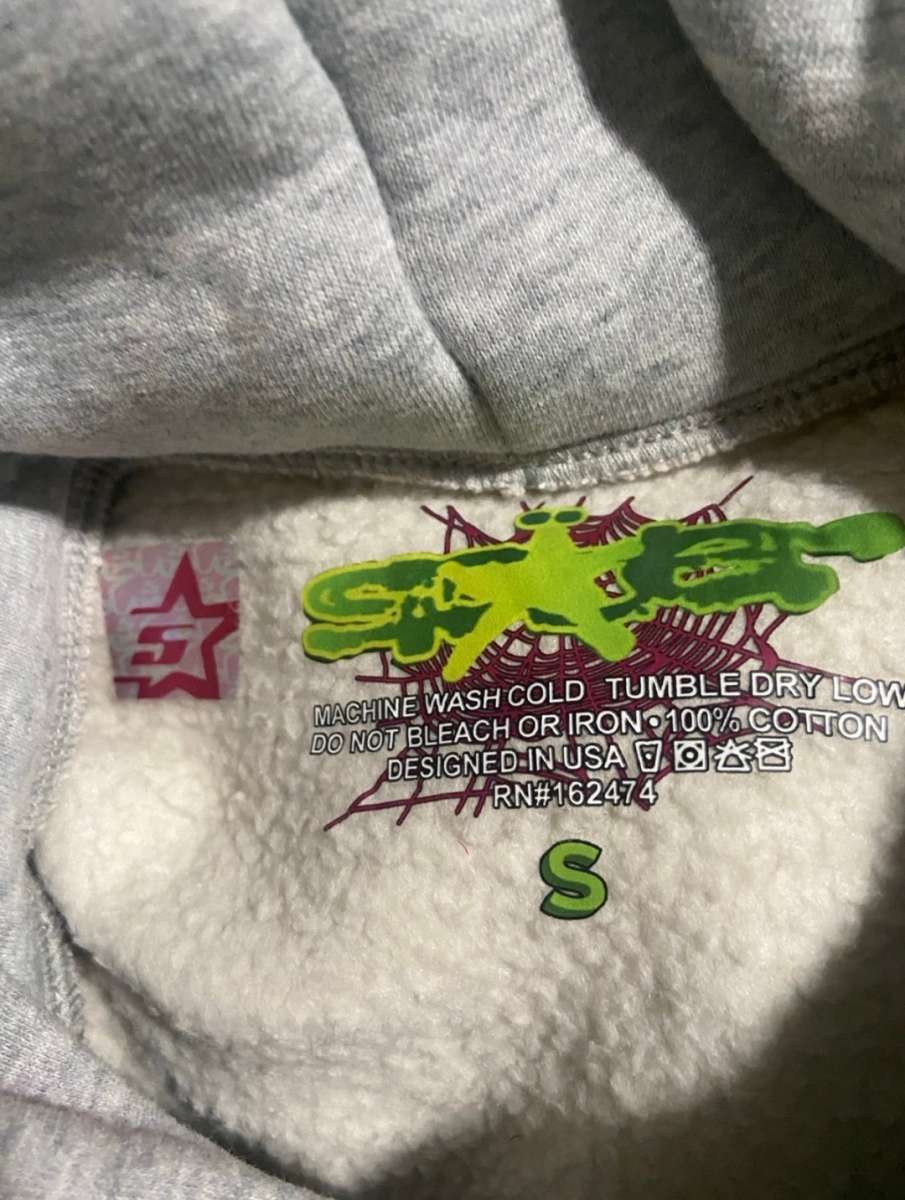 MACHINE WASH COLD TUMBLE DRY LOW
DO NOT BLEACH OR IRON • 100% COTTON
DESIGNED IN USA
RN#162474
S